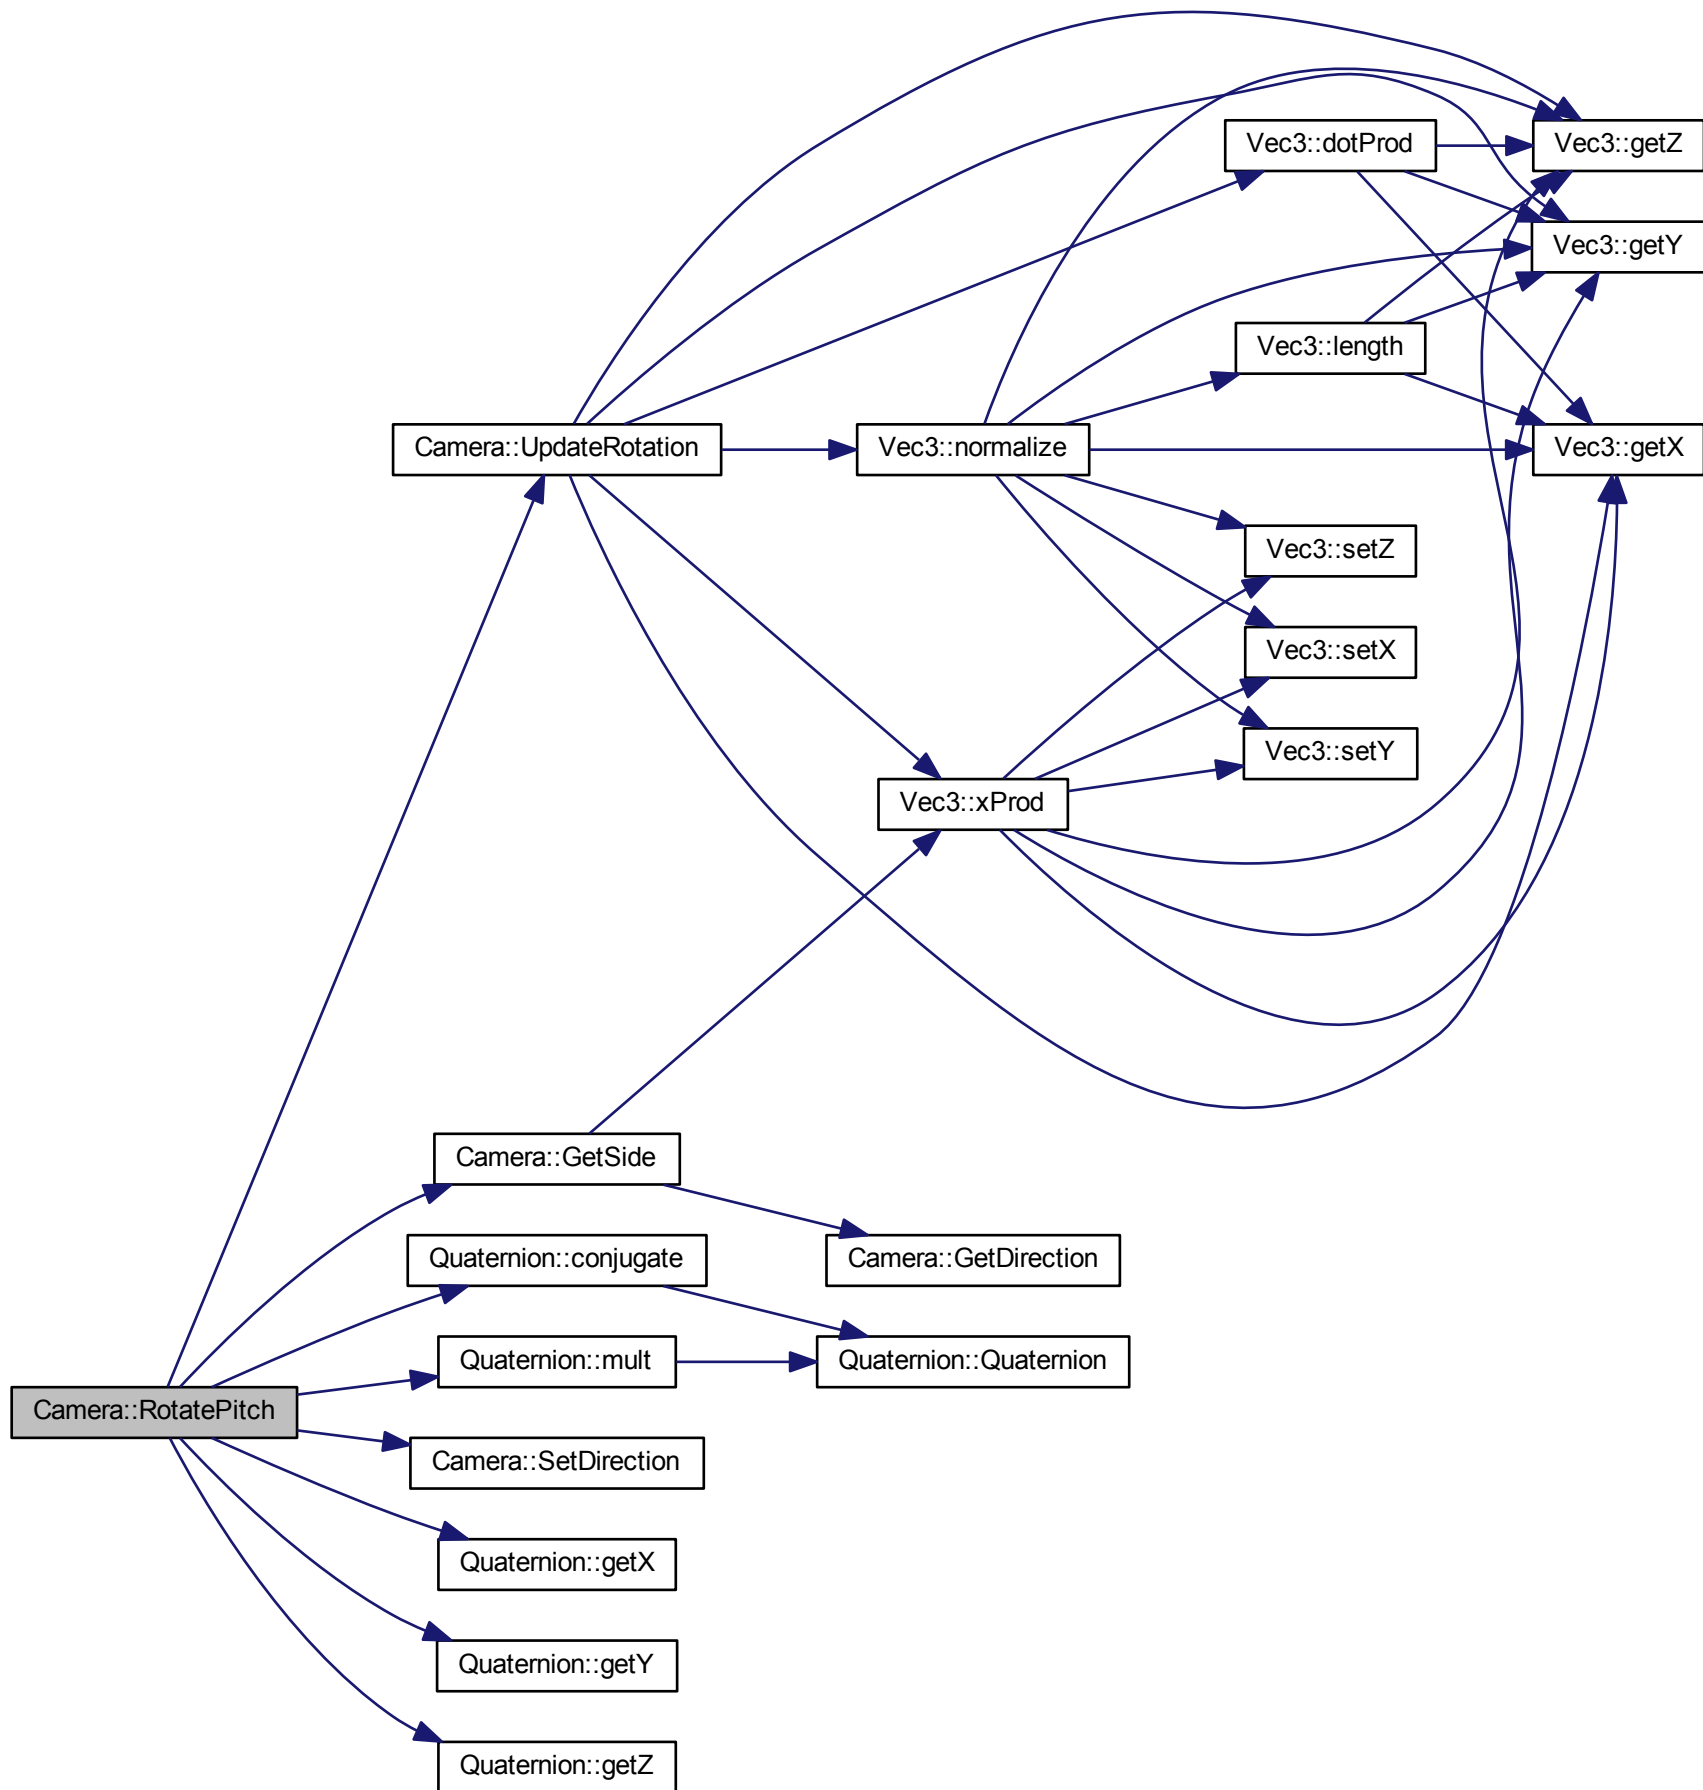 Vec3::dotProd
Vec3::getZ
Vec3::getY
Vec3::length
Camera::UpdateRotation
Vec3::normalize
Vec3::getX
Vec3::setZ
Vec3::setX
Vec3::setY
Vec3::xProd
Camera::GetSide
Quaternion::conjugate
Camera::GetDirection
Quaternion::mult
Quaternion::Quaternion
Camera::RotatePitch
Camera::SetDirection
Quaternion::getX
Quaternion::getY
Quaternion::getZ